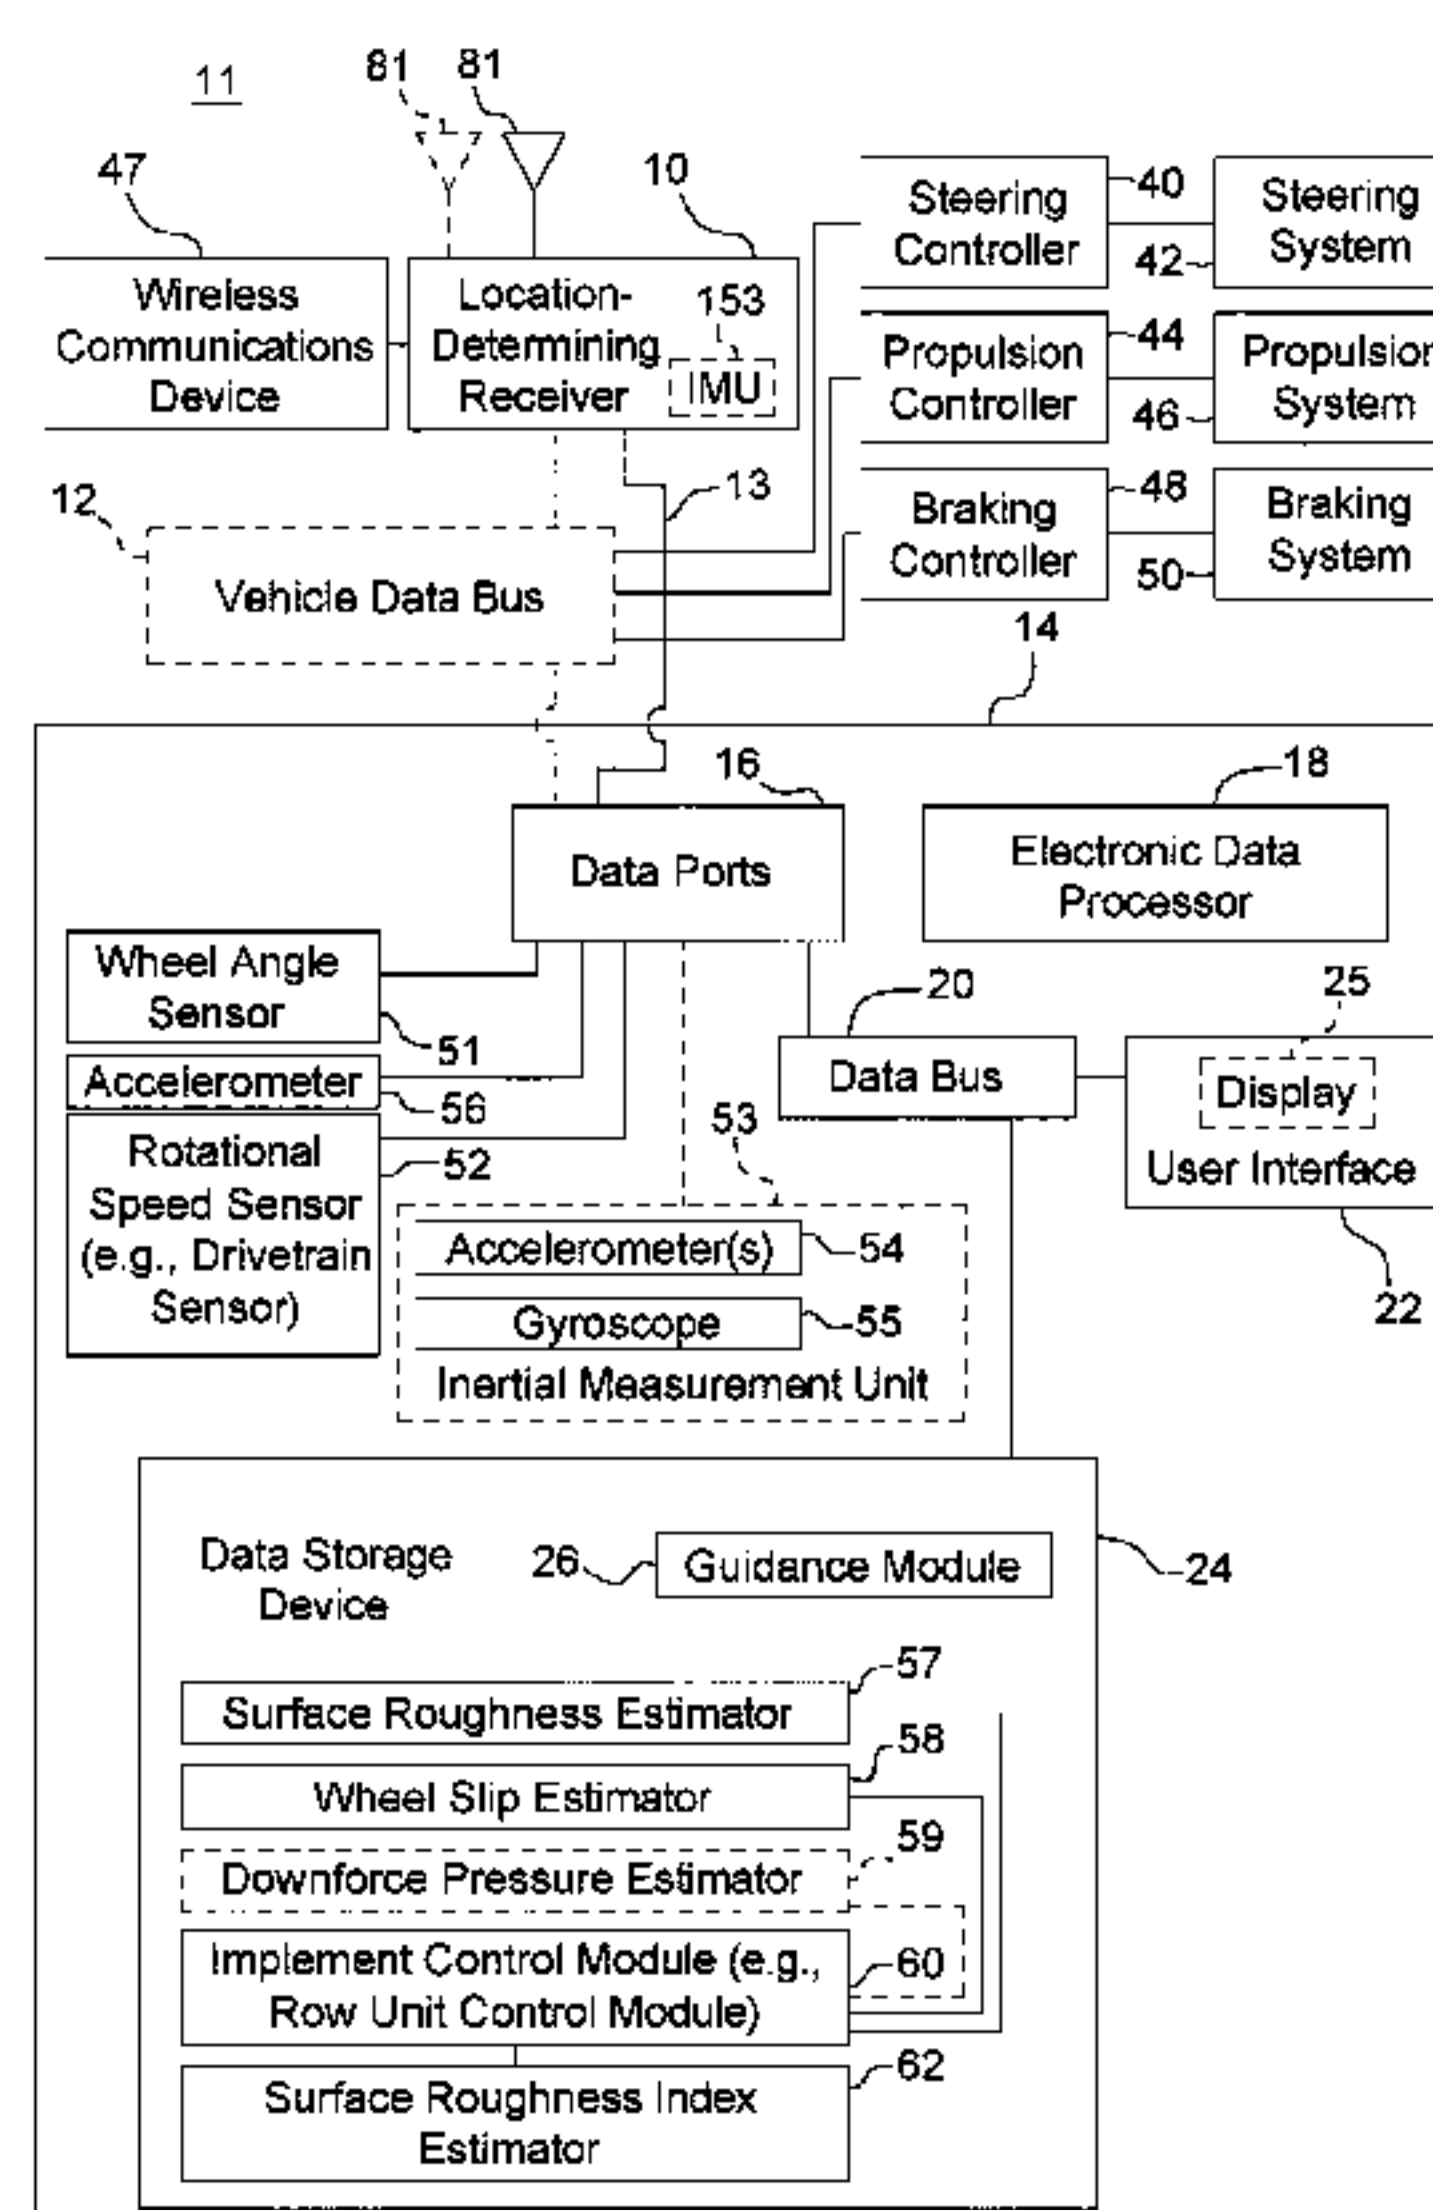 11
81
81
47
10
Wireless
Communications
Device
Location-
Determining
Receiver
153
IMU
Steering
Controller
40
42
Steering
System
Propulsion
Controller
44
46
Propulsion
System
Braking
Controller
48
50
Braking
System
12
13
Vehicle Data Bus
14
16
18
Data Ports
Electronic Data
Processor
Wheel Angle
Sensor
51
20
25
Accelerometer
56
Data Bus
Display
User Interface
22
Rotational
Speed Sensor
(e.g., Drivetrain
Sensor)
52
53
Accelerometer(s)
54
Gyroscope
55
Inertial Measurement Unit
Data Storage
Device
26
Guidance Module
24
57
Surface Roughness Estimator
58
Wheel Slip Estimator
59
Downforce Pressure Estimator
Implement Control Module (e.g.,
Row Unit Control Module)
60
62
Surface Roughness Index
Estimator